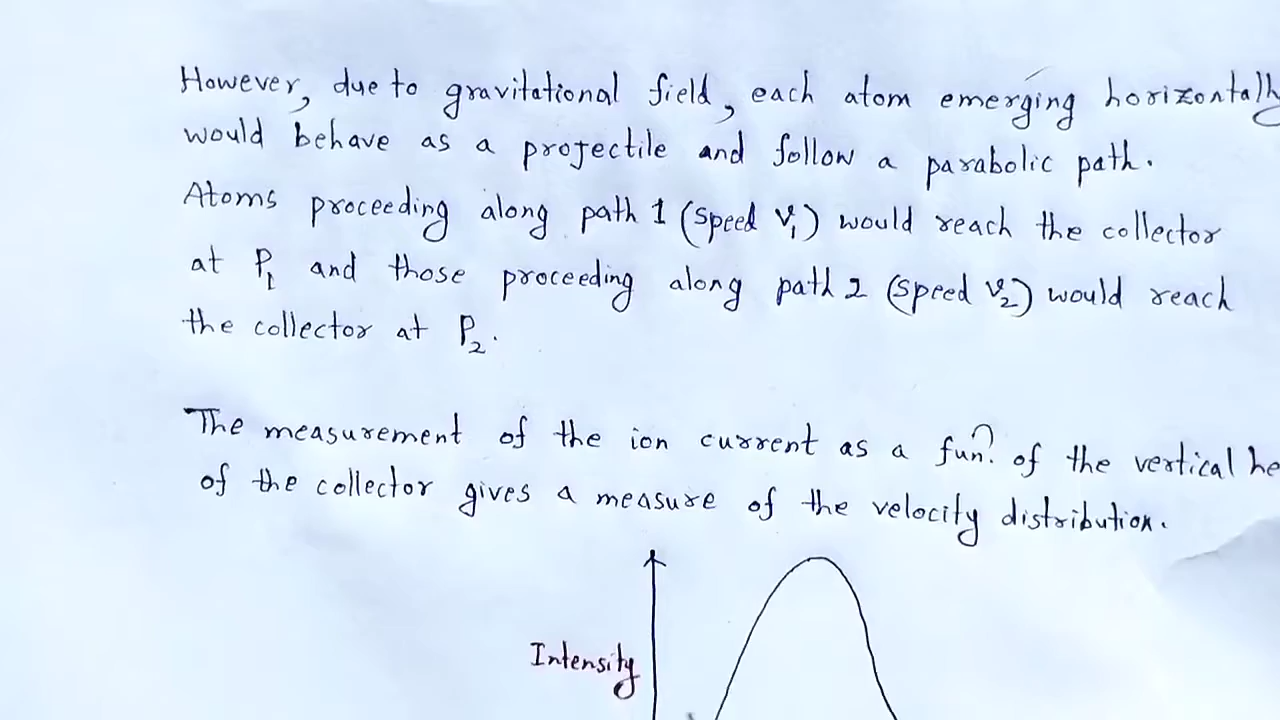 However, due to gravitational field, each atom emerging horizontally
would behave as a projectile and follow a parabolic path.
Atoms proceeding along path 1 (speed v₁) would reach the collector
at P₁ and those proceeding along path 2 (speed v₂) would reach
the collector at P₂.
The measurement of the ion current as a fun? of the vertical he
of the collector gives a measure of the velocity distribution.
Intensity